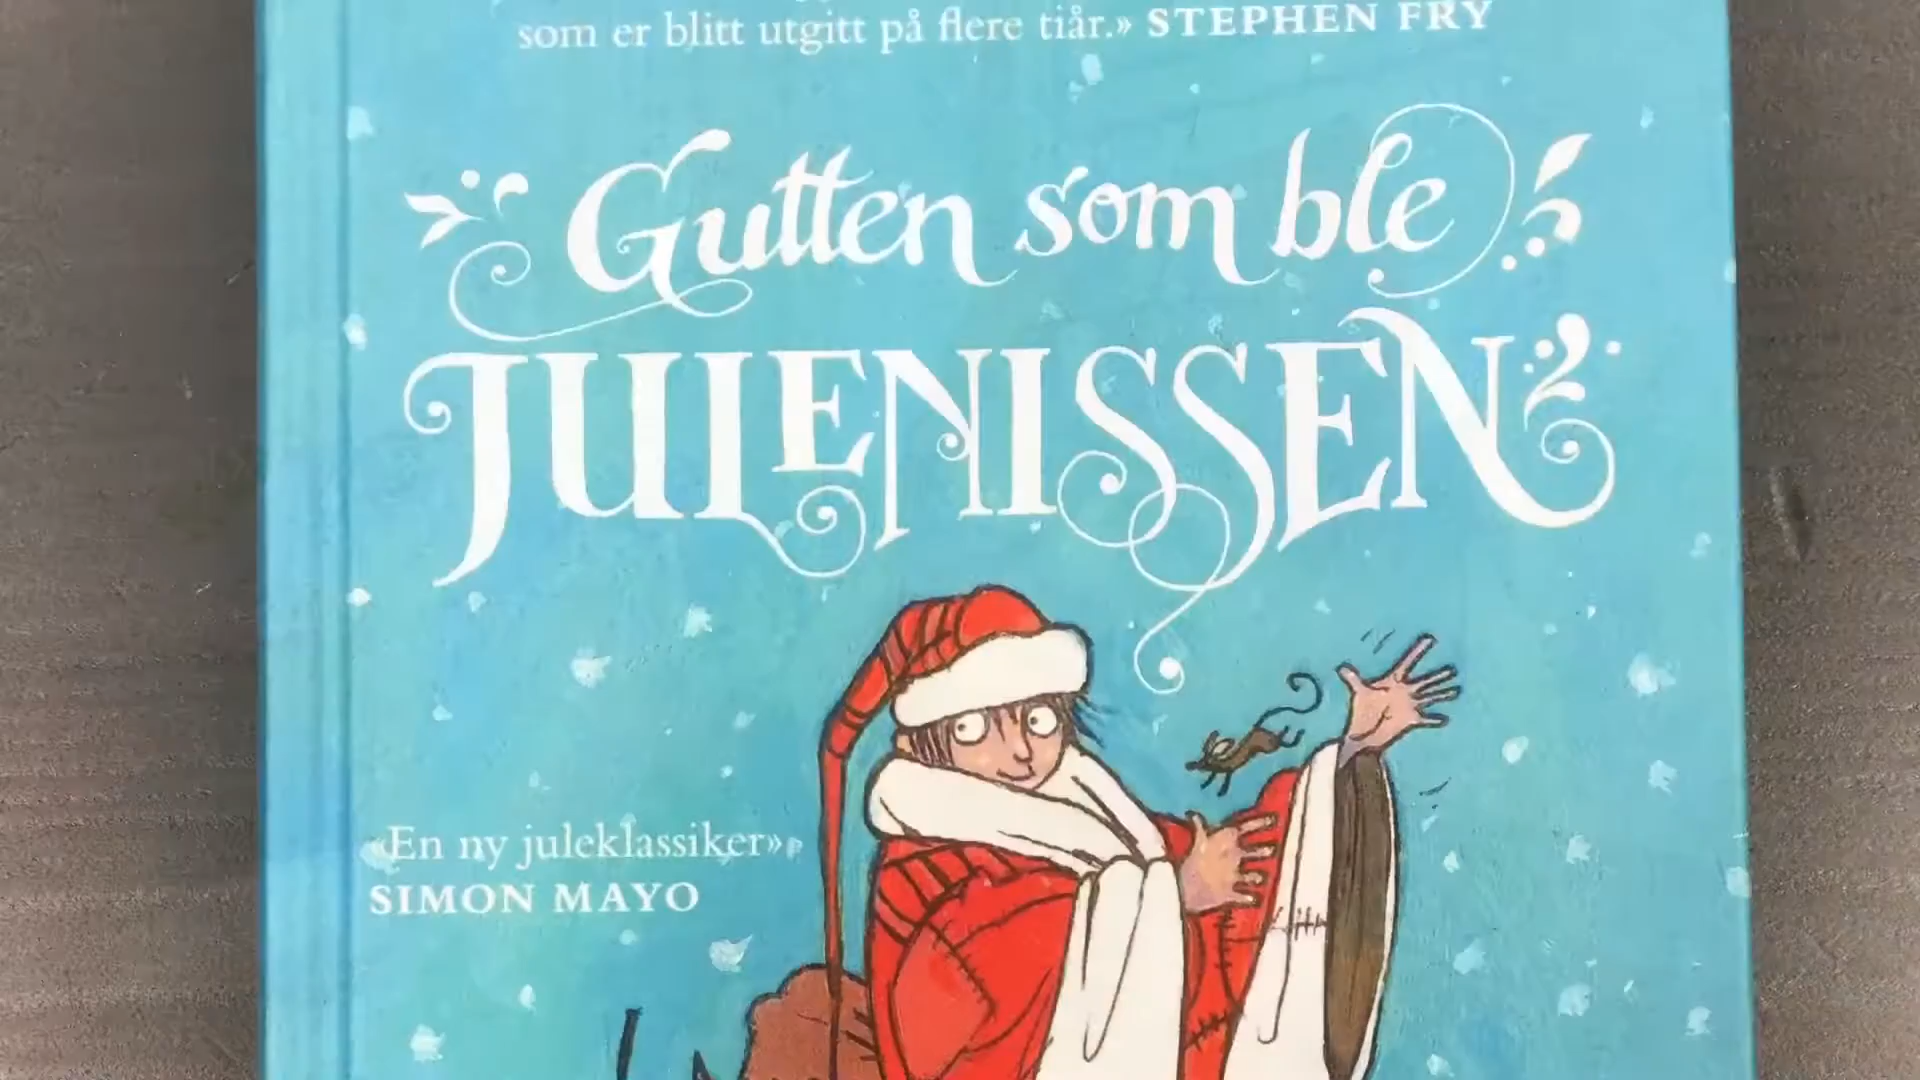 som er blitt utgitt på flere tiår.» STEPHEN FRY
Gutten som ble
JULENISSEN
«En ny juleklassiker»
SIMON MAYO